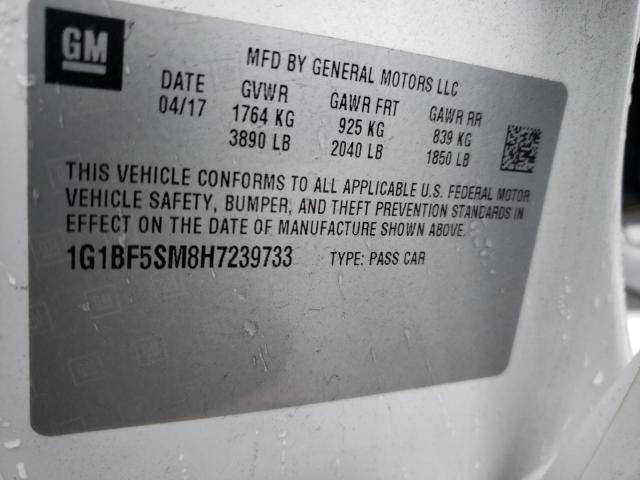 GM
MFD BY GENERAL MOTORS LLC
DATE GVWR GAWR FRT GAWR RR
04/17 1764 KG 925 KG 839 KG
3890 LB 2040 LB 1850 LB
THIS VEHICLE CONFORMS TO ALL APPLICABLE U.S. FEDERAL MOTOR
VEHICLE SAFETY, BUMPER, AND THEFT PREVENTION STANDARDS IN
EFFECT ON THE DATE OF MANUFACTURE SHOWN ABOVE.
1G1BF5SM8H7239733 TYPE: PASS CAR